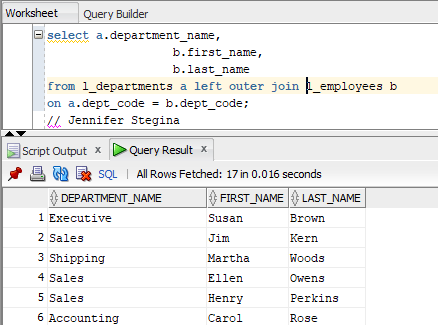 Worksheet Query Builder
select a.department_name,
b.first_name,
b.last_name
from l_departments a left outer join l_employees b
on a.dept_code = b.dept_code;
// Jennifer Stegina
Script Output x Query Result x
SQL | All Rows Fetched: 17 in 0.016 seconds
DEPARTMENT_NAME FIRST_NAME LAST_NAME
1 Executive Susan Brown
2 Sales Jim Kern
3 Shipping Martha Woods
4 Sales Ellen Owens
5 Sales Henry Perkins
6 Accounting Carol Rose